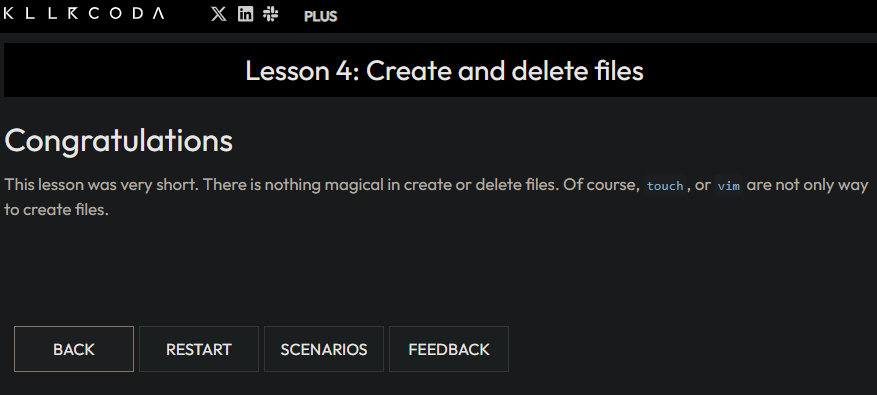 KLLRCODA
PLUS
Lesson 4: Create and delete files
Congratulations
This lesson was very short. There is nothing magical in create or delete files. Of course, touch, or vim are not only way
to create files.
BACK RESTART SCENARIOS FEEDBACK